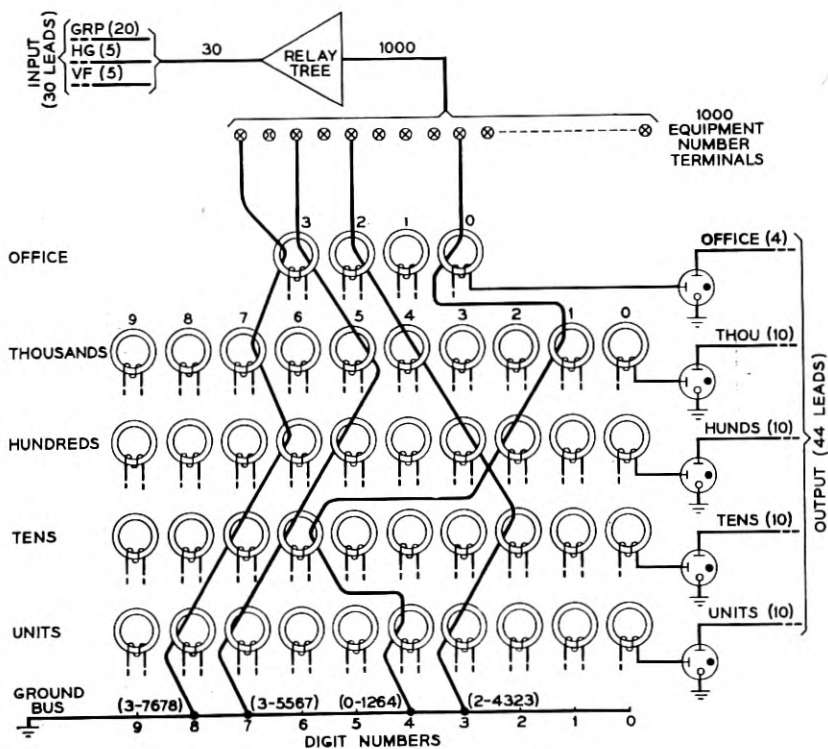 INPUT
(30 LEADS)
GRP (20)
HG (5)
VF (5)
30
RELAY
TREE
1000
1000
EQUIPMENT
NUMBER
TERMINALS
3 2 1 0
OFFICE
OFFICE (4)
9 8 7 6 5 4 3 2 1 0
THOUSANDS
THOU (10)
HUNDREDS
HUNDS (10)
TENS
TENS (10)
UNITS
UNITS (10)
OUTPUT (44 LEADS)
GROUND
BUS
(3-7678) (3-5567) (0-1264) (2-4323)
9 8 7 6 5 4 3 2 1 0
DIGIT NUMBERS